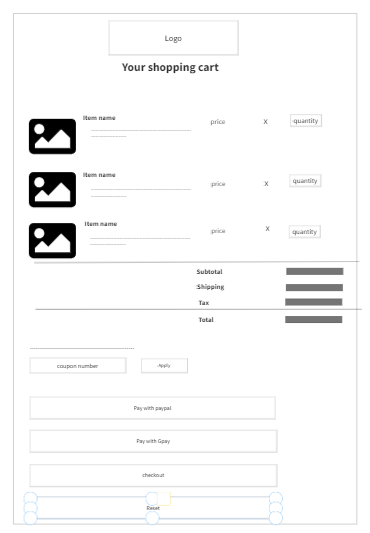 Logo
Your shopping cart
Item name
price X quantity
Item name
price X quantity
Item name
price X quantity
Subtotal
Shipping
Tax
Total
coupon number Apply
Pay with paypal
Pay with Gpay
checkout
Reset